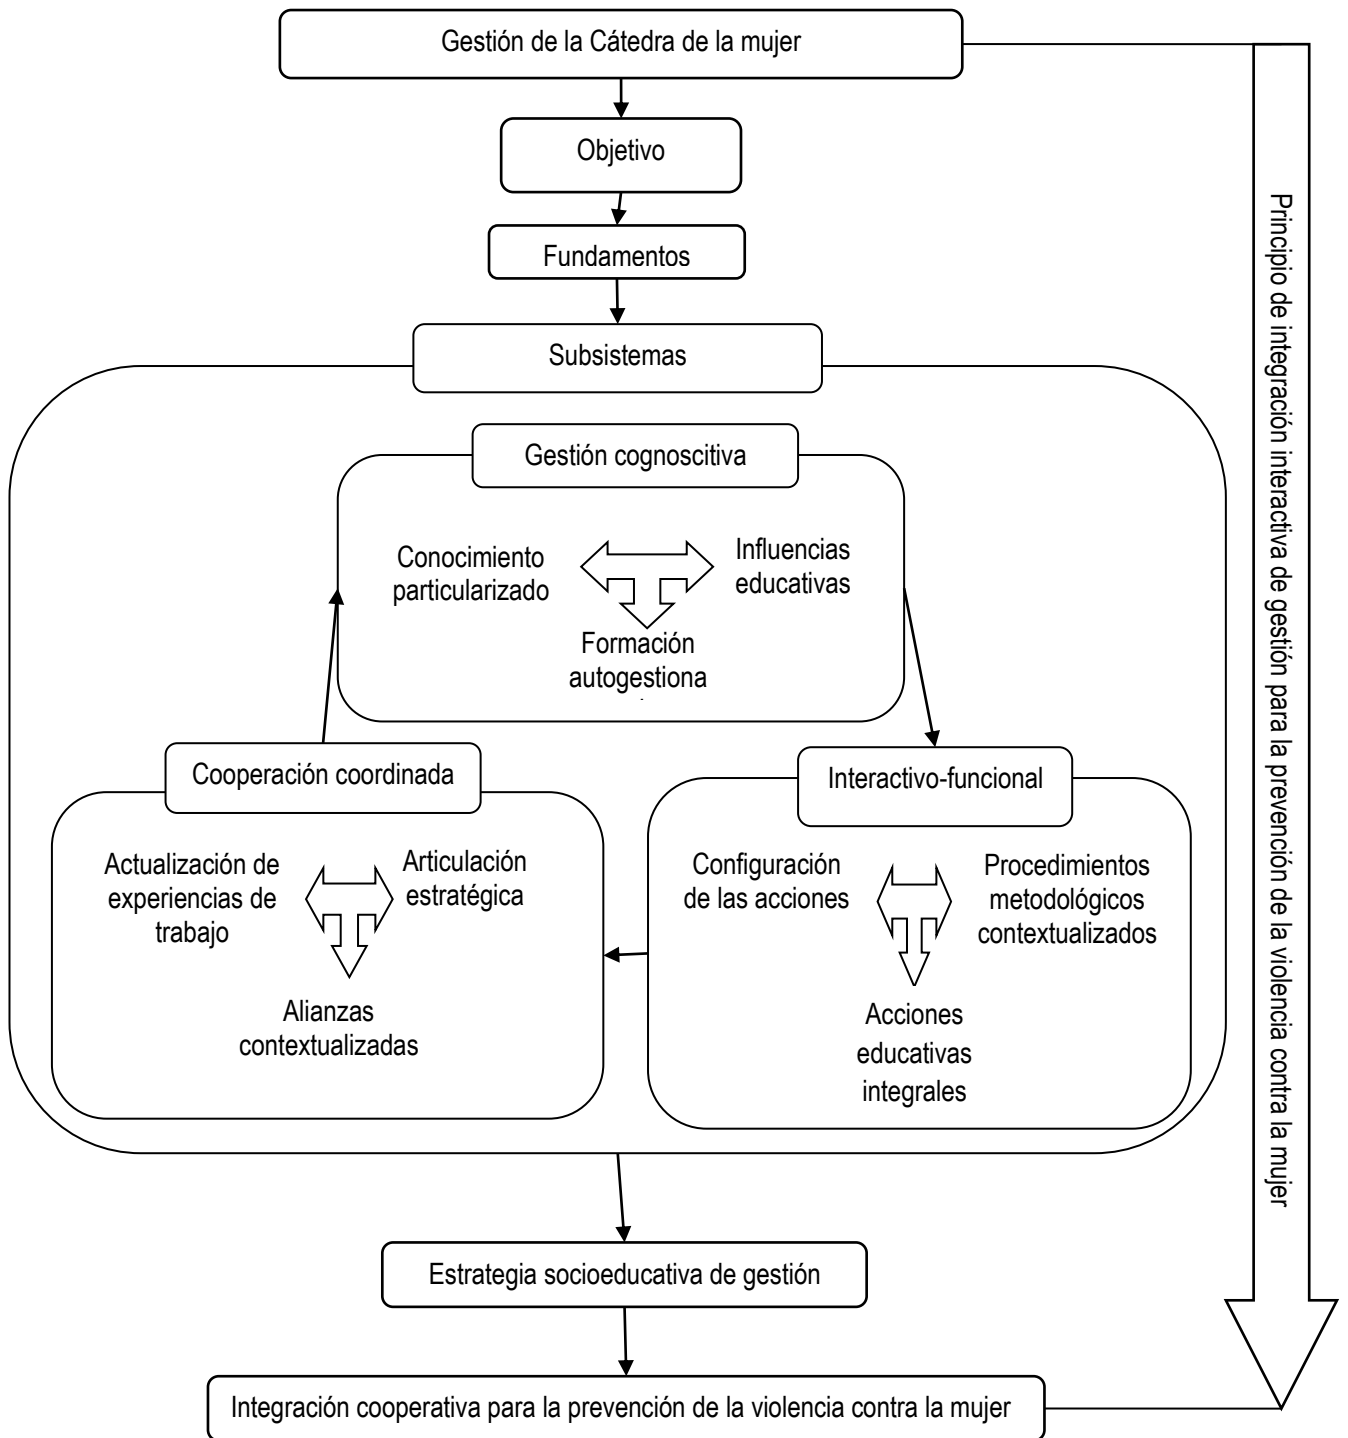 Gestión de la Cátedra de la mujer
Objetivo
Fundamentos
Subsistemas
Gestión cognoscitiva
Conocimiento
particularizado
Influencias
educativas
Formación
autogestiona
Cooperación coordinada
Actualización de
experiencias de
trabajo
Articulación
estratégica
Alianzas
contextualizadas
Interactivo-funcional
Configuración
de las acciones
Procedimientos
metodológicos
contextualizados
Acciones
educativas
integrales
Estrategia socioeducativa de gestión
Integración cooperativa para la prevención de la violencia contra la mujer
Principio de integración interactiva de gestión para la prevención de la violencia contra la mujer